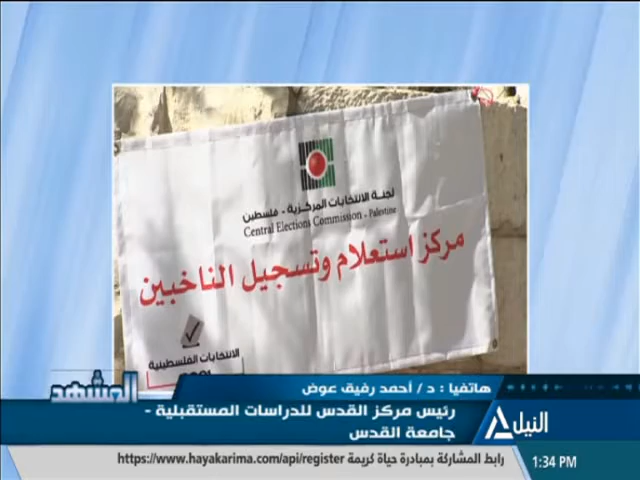 لجنة الانتخابات المركزية - فلسطين
Central Elections Commission - Palestine
مركز استعلام وتسجيل الناخبين
الانتخابات الفلسطينية
المشهد
هاتفيا : د / أحمد رفيق عوض
رئيس مركز القدس للدراسات المستقبلية -
جامعة القدس
النيل
رابط المشاركة بمبادرة حياة كريمة https://www.hayakarima.com/api/register
1:34 PM